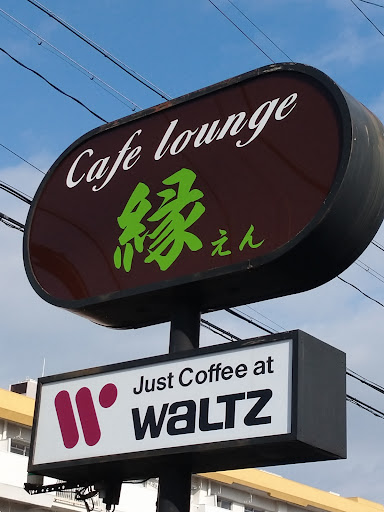 Cafe lounge
縁えん
Just Coffee at
WALTZ